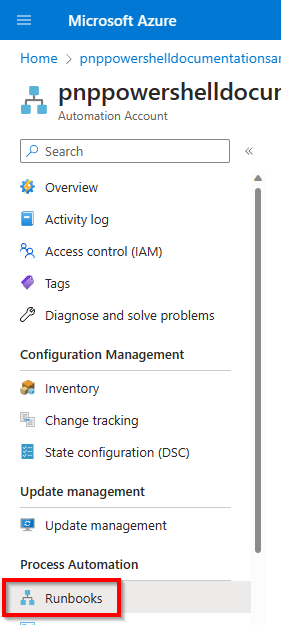 Microsoft Azure
Home > pnppowershelldocumentationsa
pnppowershelldocu
Automation Account
Search
Overview
Activity log
Access control (IAM)
Tags
Diagnose and solve problems
Configuration Management
Inventory
Change tracking
State configuration (DSC)
Update management
Update management
Process Automation
Runbooks